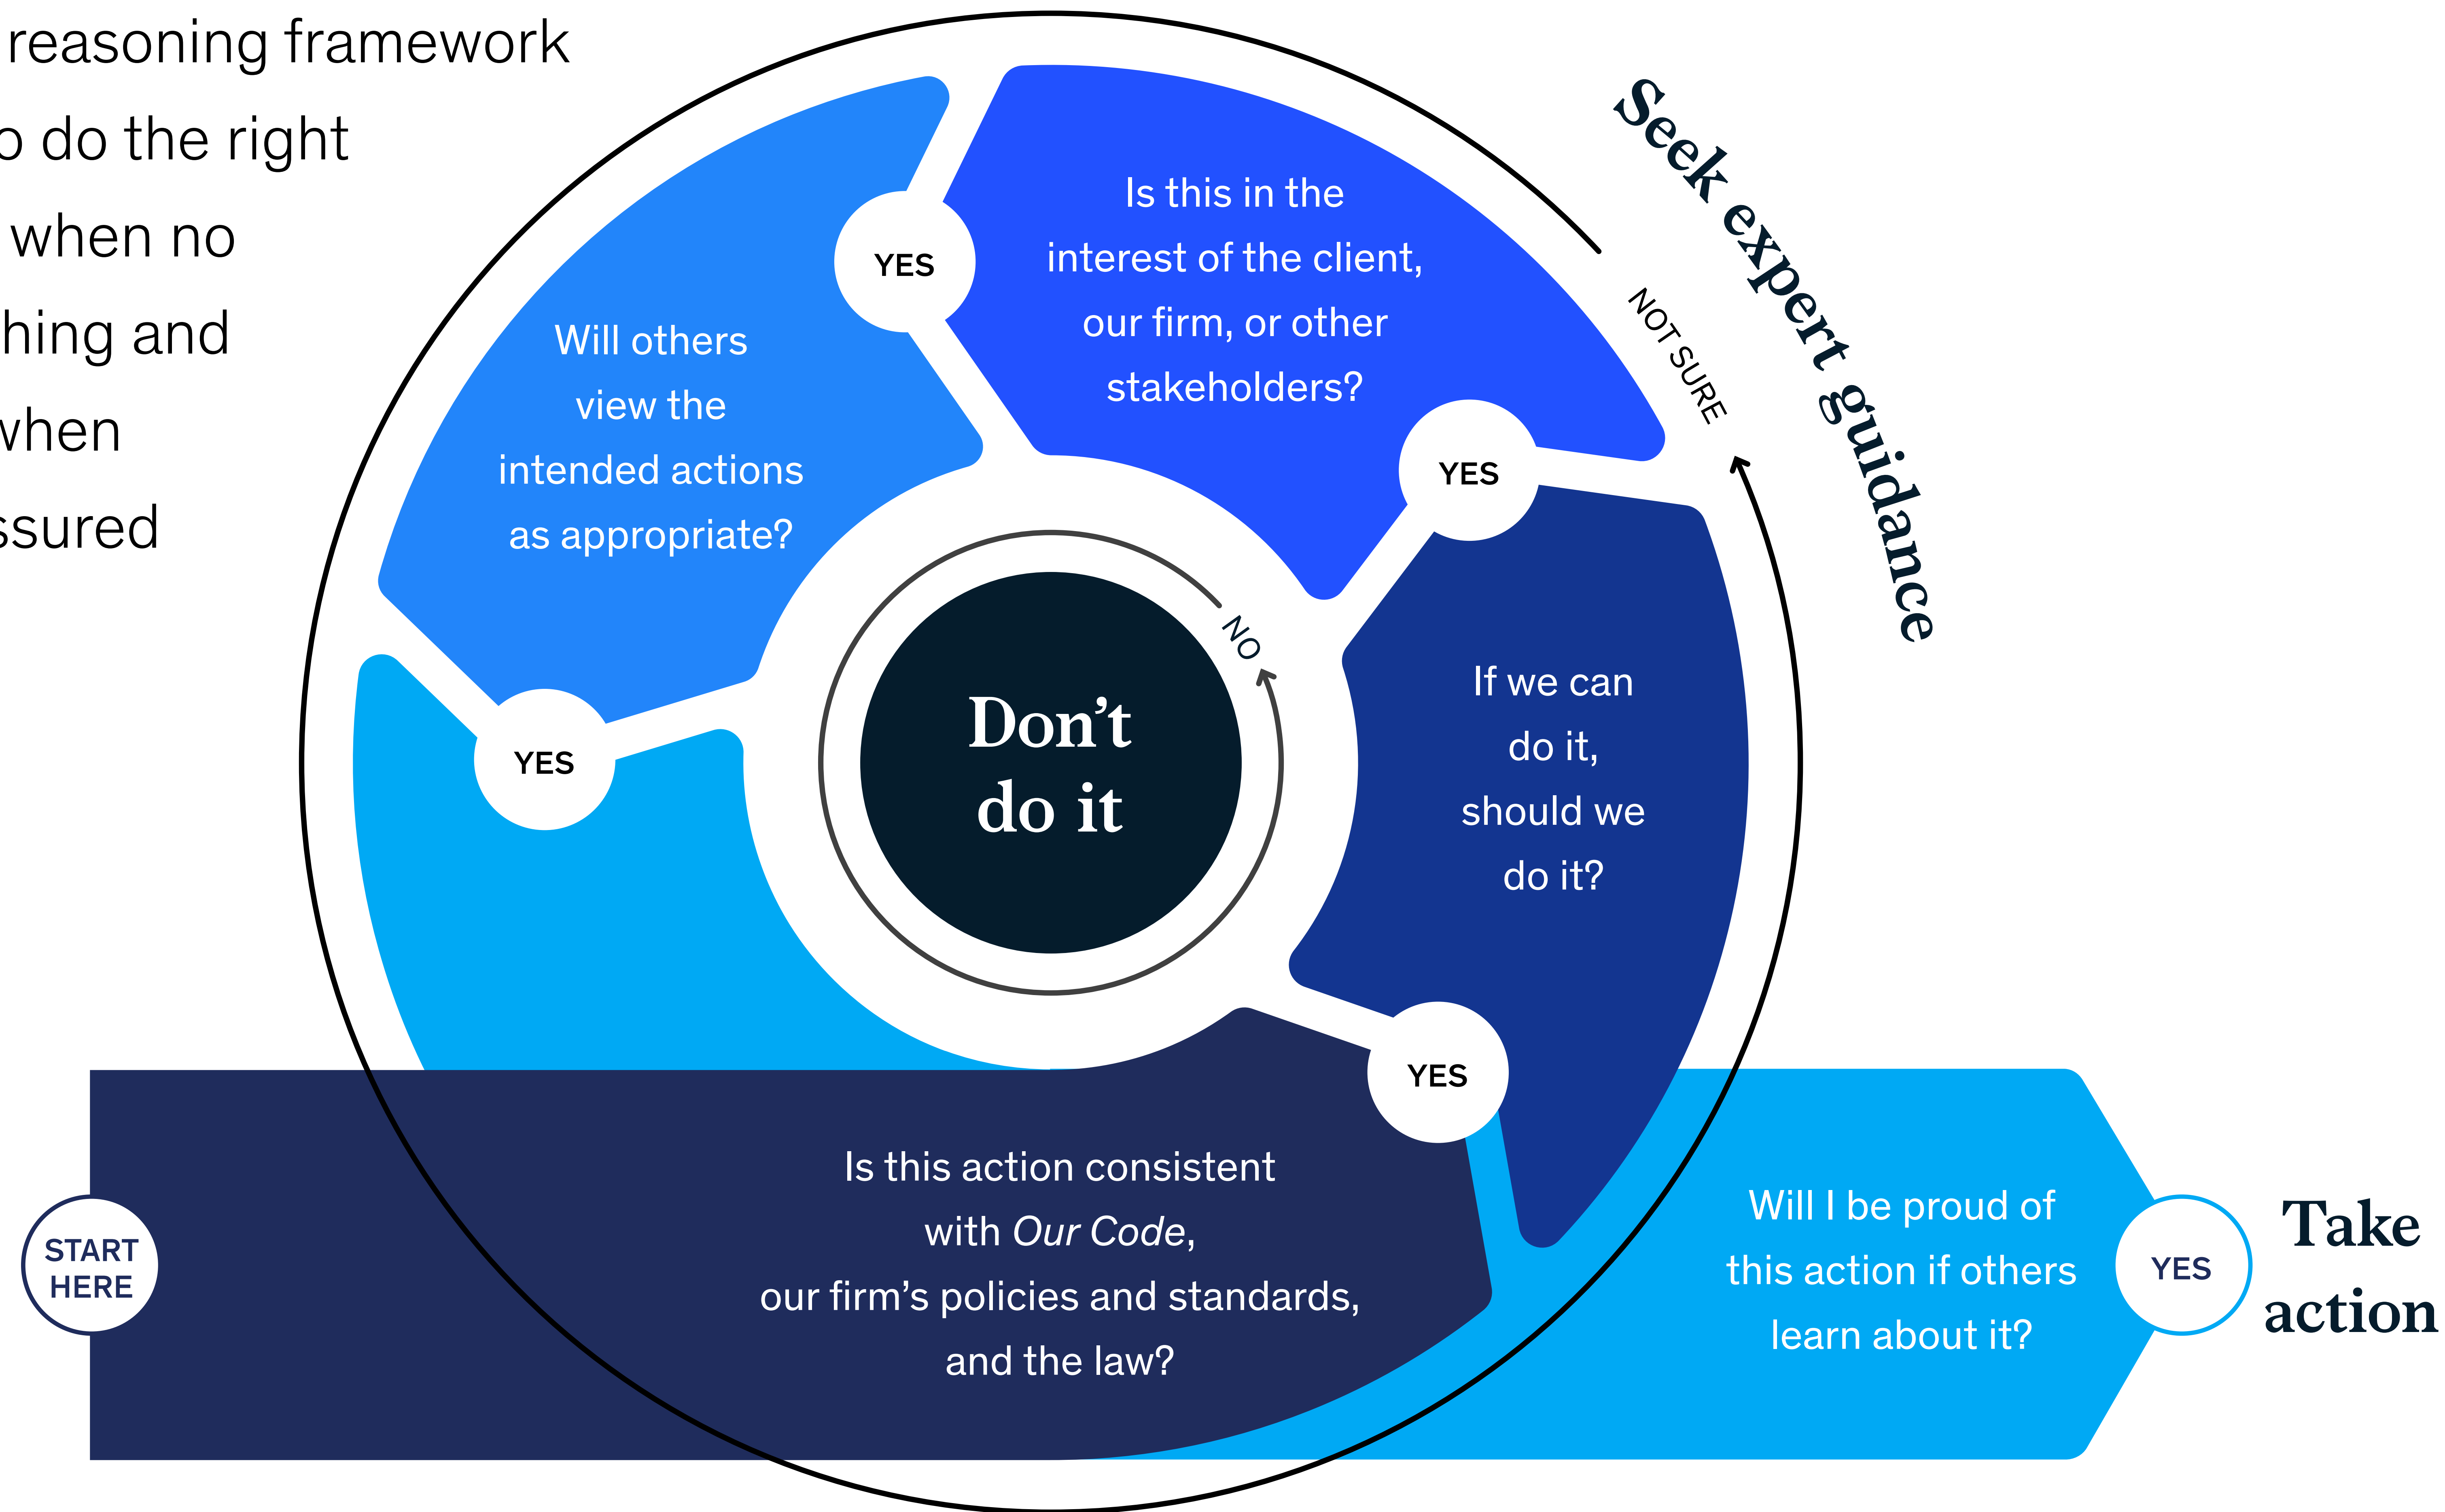 reasoning framework
do the right
when no
and
when
START
HERE
Is this action consistent
with Our Code,
our firm's policies and standards,
and the law?
YES
If we can
do it,
should we
do it?
YES
Is this in the
interest of the client,
our firm, or other
stakeholders?
YES
Will others
view the
intended actions
as appropriate?
YES
Will I be proud of
this action if others
learn about it?
YES
Take
action
NO
Don't
do it
NOT SURE
Seek expert guidance